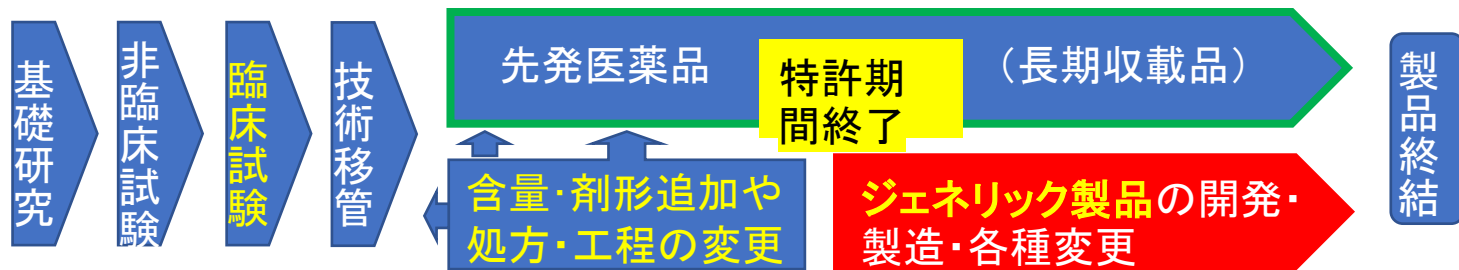 基礎研究
非臨床試験
臨床試験
技術移管
先発医薬品
特許期
間終了
（長期収載品）
含量・剤形追加や
処方・工程の変更
ジェネリック製品の開発・
製造・各種変更
製品終結